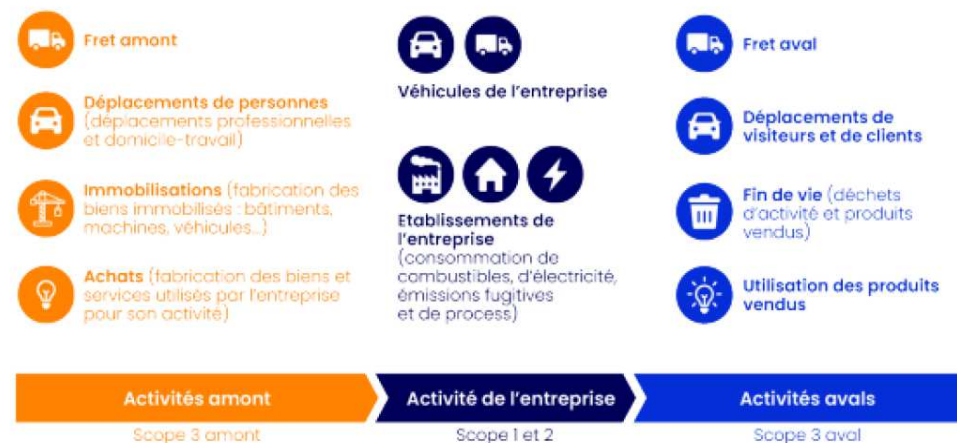 Fret amont
Déplacements de personnes
(déplacements professionnelles
et domicile-travail)
Immobilisations (fabrication des
biens immobilisés : bâtiments,
machines, véhicules...)
Achats (fabrication des biens et
services utilisés par l'entreprise
pour son activité)
Véhicules de l'entreprise
Etablissements de
l'entreprise
(consommation de
combustibles, d'électricité,
émissions fugitives
et de process)
Fret aval
Déplacements de
visiteurs et de clients
Fin de vie (déchets
d'activité et produits
vendus)
Utilisation des produits
vendus
Activités amont
Activité de l'entreprise
Activités avals
Scope 3 amont
Scope 1 et 2
Scope 3 aval